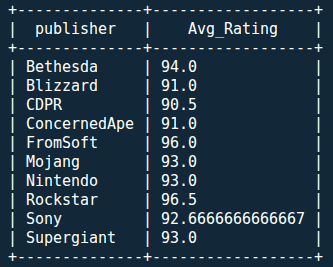 +--------------+------------------+
|  publisher   |    Avg_Rating    |
+--------------+------------------+
| Bethesda     | 94.0             |
| Blizzard     | 91.0             |
| CDPR         | 90.5             |
| ConcernedApe | 91.0             |
| FromSoft     | 96.0             |
| Mojang       | 93.0             |
| Nintendo     | 93.0             |
| Rockstar     | 96.5             |
| Sony         | 92.6666666666667 |
| Supergiant   | 93.0             |
+--------------+------------------+